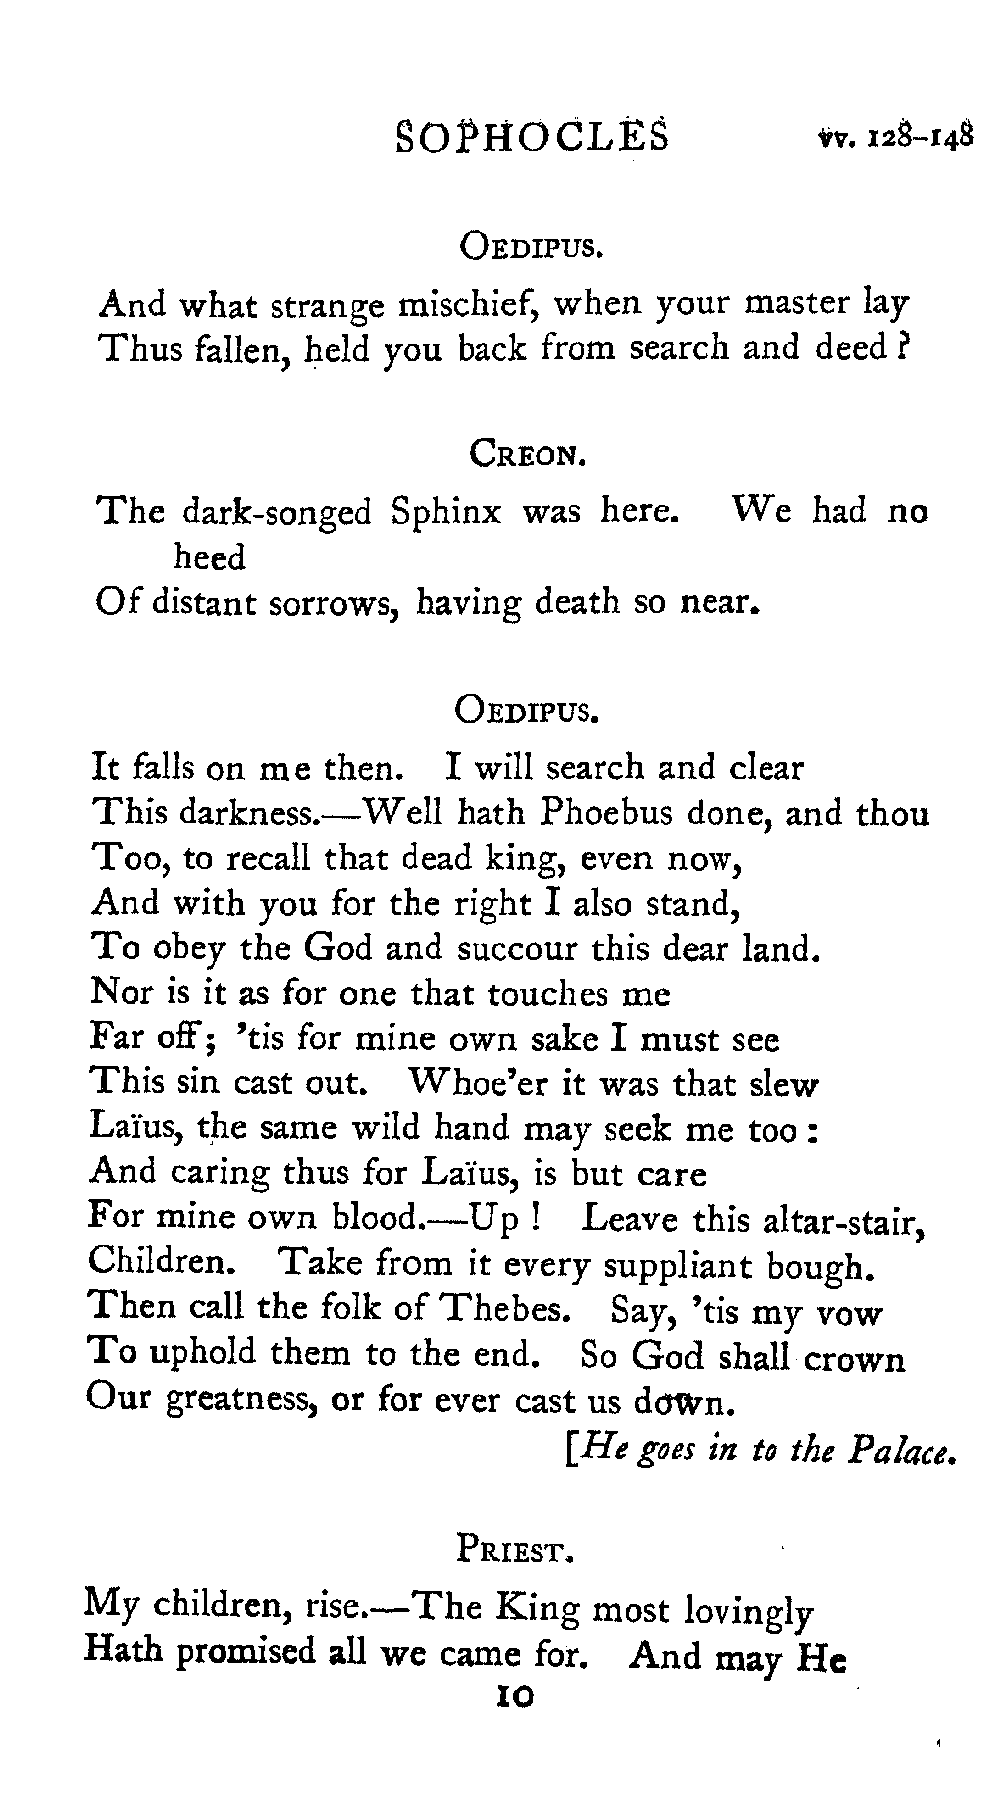 SOPHOCLES vv. 128–148
OEDIPUS.
And what strange mischief, when your master lay
Thus fallen, held you back from search and deed?
CREON.
The dark-songed Sphinx was here. We had no
heed
Of distant sorrows, having death so near.
OEDIPUS.
It falls on me then. I will search and clear
This darkness.—Well hath Phoebus done, and thou
Too, to recall that dead king, even now,
And with you for the right I also stand,
To obey the God and succour this dear land.
Nor is it as for one that touches me
Far off; ’tis for mine own sake I must see
This sin cast out. Whoe’er it was that slew
Laïus, the same wild hand may seek me too:
And caring thus for Laïus, is but care
For mine own blood.—Up! Leave this altar-stair,
Children. Take from it every suppliant bough.
Then call the folk of Thebes. Say, ’tis my vow
To uphold them to the end. So God shall crown
Our greatness, or for ever cast us down.
[He goes in to the Palace.
PRIEST.
My children, rise.—The King most lovingly
Hath promised all we came for. And may He
10